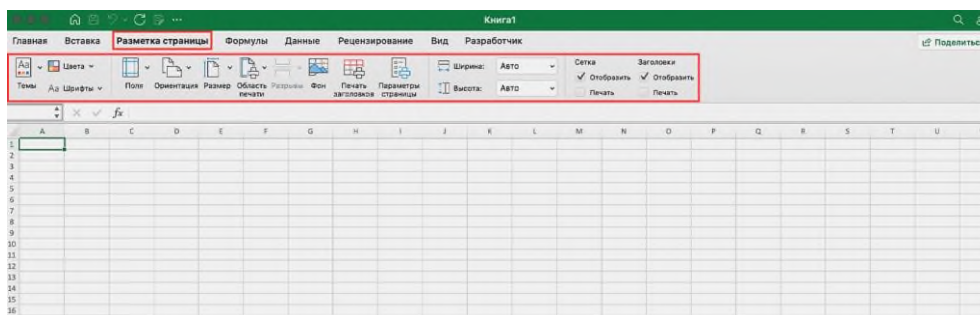 Книга1
Главная Вставка Разметка страницы Формулы Данные Рецензирование Вид Разработчик
Поделиться
Темы Цвета Aa Шрифты
Поля Ориентация Размер Область печати Разрывы Фон Печать заголовков Параметры страницы
Ширина: Авто
Высота: Авто
Сетка Заголовки
Отобразить Отобразить
Печать Печать
fx
A B C D E F G H I J K L M N O P Q R S T U
1
2
3
4
5
6
7
8
9
10
11
12
13
14
15
16